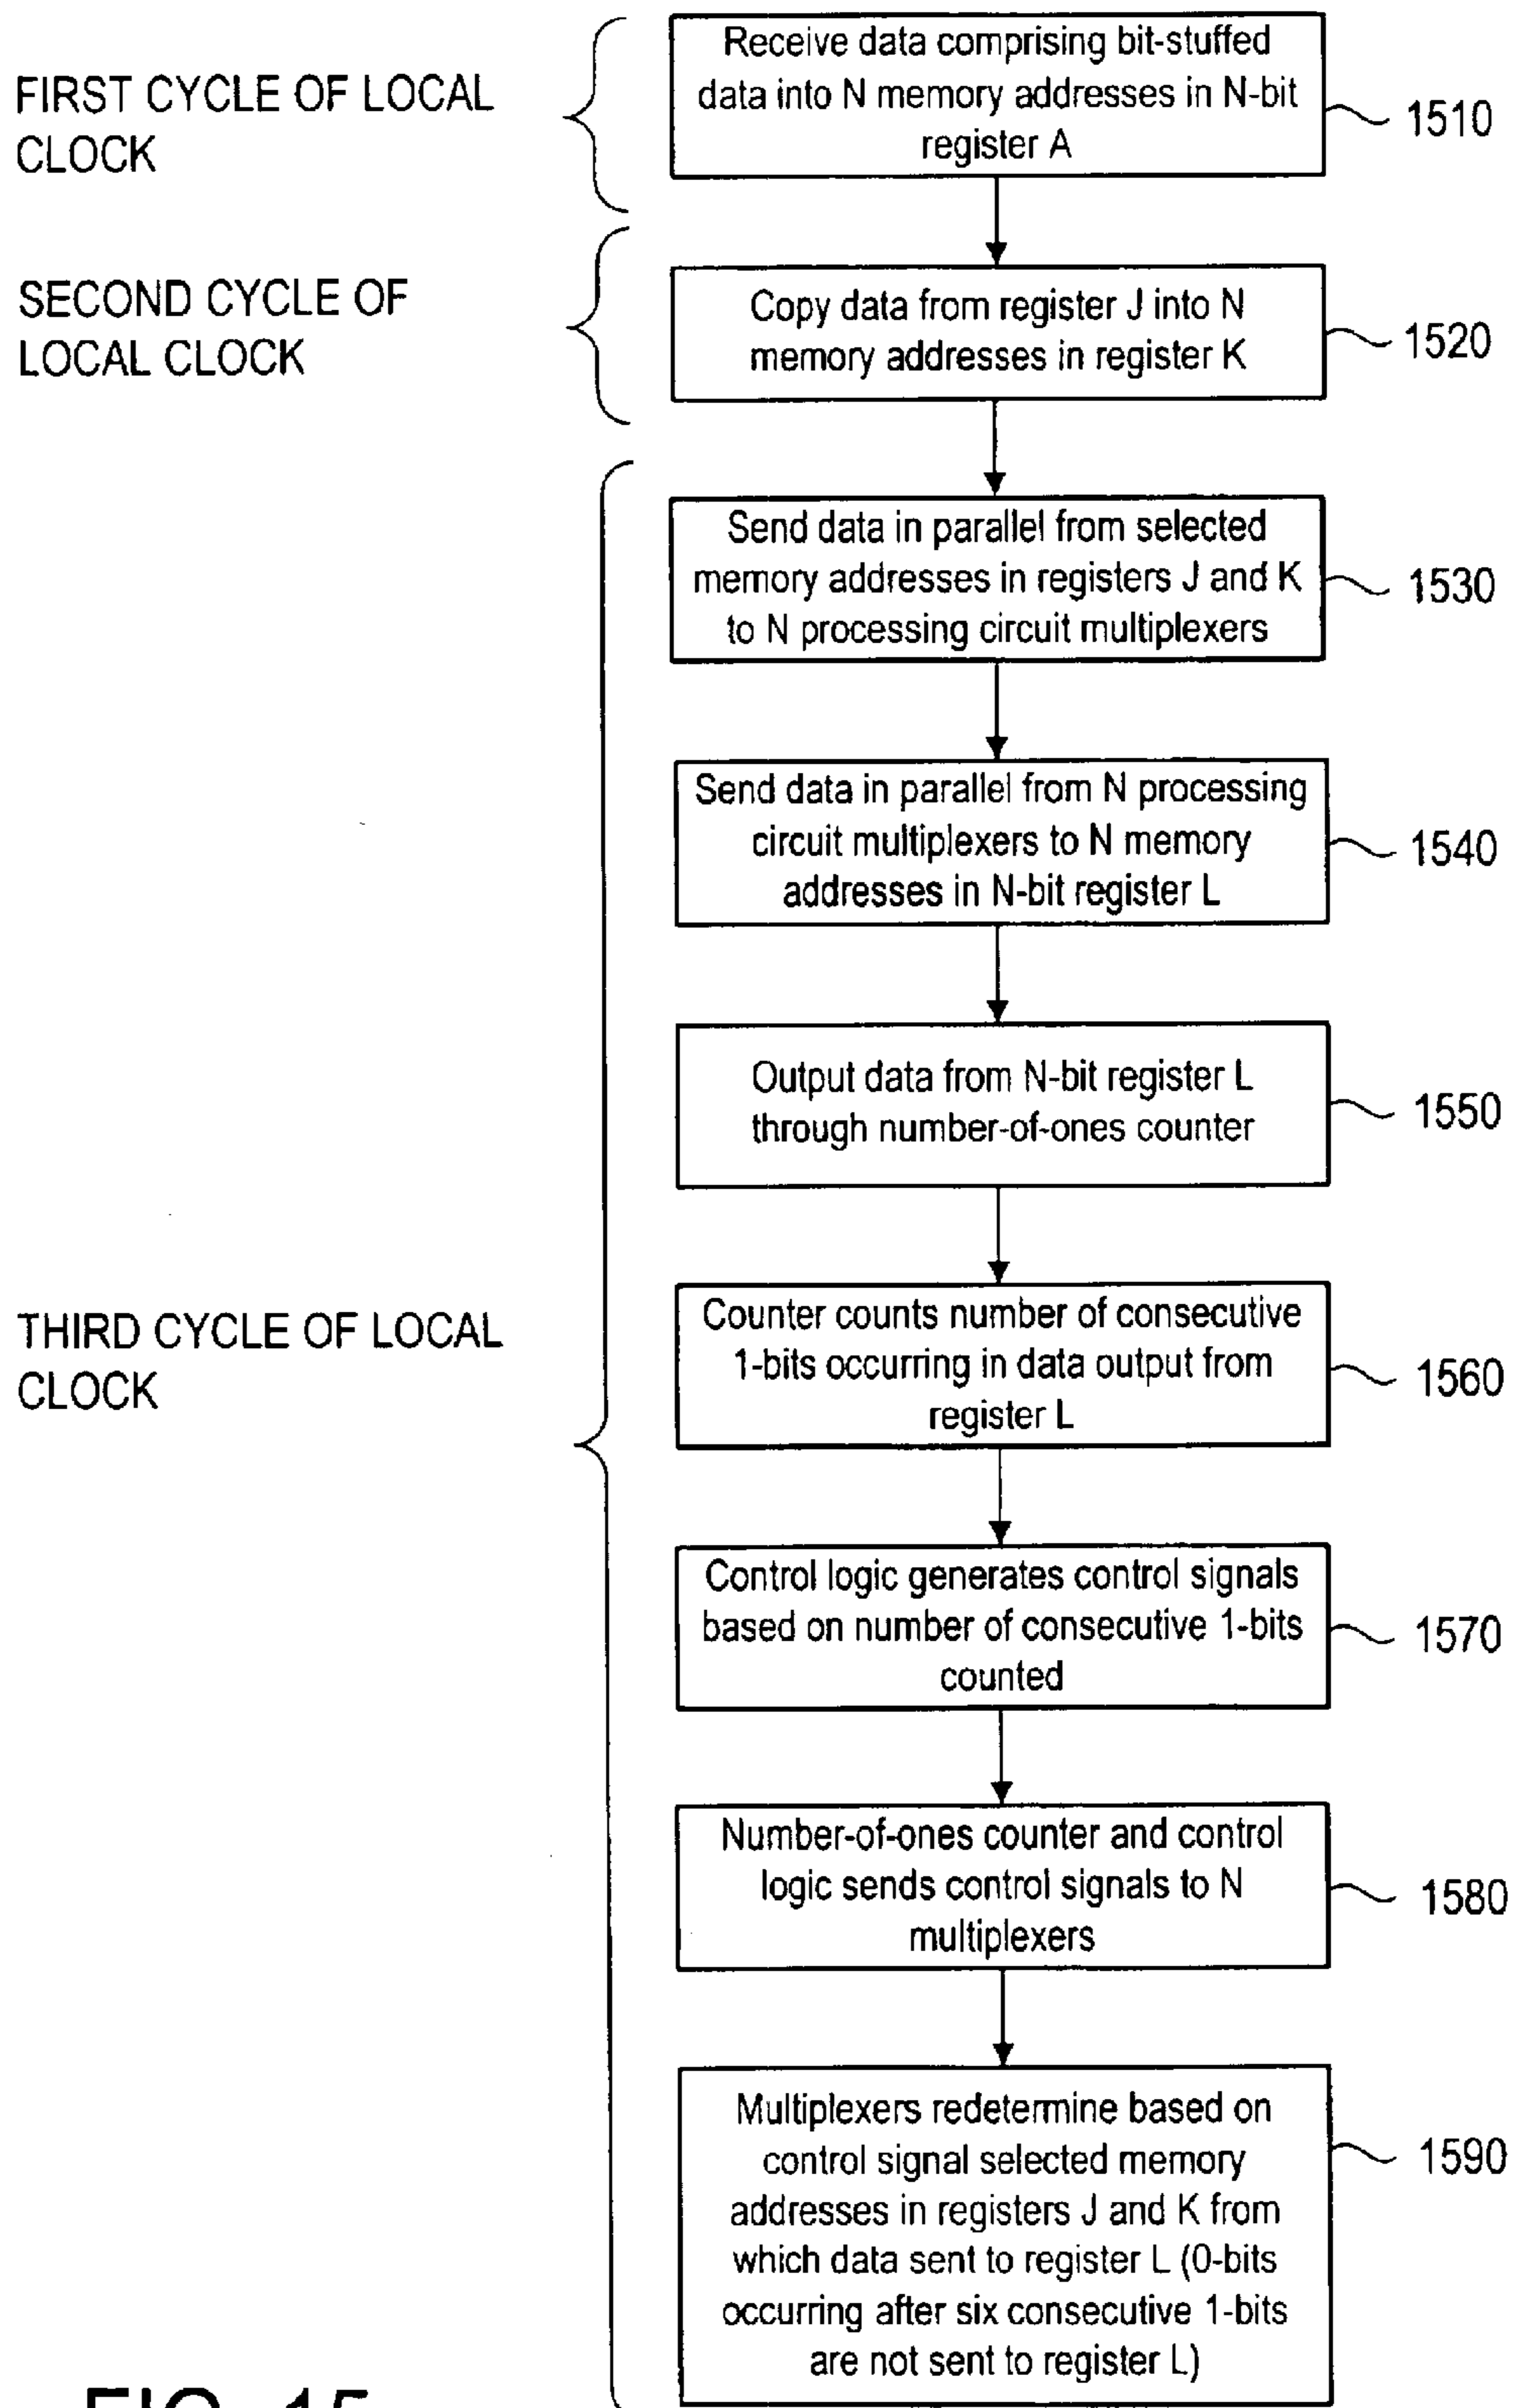 FIRST CYCLE OF LOCAL
CLOCK
Receive data comprising bit-stuffed
data into N memory addresses in N-bit
register A
1510
SECOND CYCLE OF
LOCAL CLOCK
Copy data from register J into N
memory addresses in register K
1520
Send data in parallel from selected
memory addresses in registers J and K
to N processing circuit multiplexers
1530
Send data in parallel from N processing
circuit multiplexers to N memory
addresses in N-bit register L
1540
Output data from N-bit register L
through number-of-ones counter
1550
THIRD CYCLE OF LOCAL
CLOCK
Counter counts number of consecutive
1-bits occurring in data output from
register L
1560
Control logic generates control signals
based on number of consecutive 1-bits
counted
1570
Number-of-ones counter and control
logic sends control signals to N
multiplexers
1580
Multiplexers redetermine based on
control signal selected memory
addresses in registers J and K from
which data sent to register L (0-bits
occurring after six consecutive 1-bits
are not sent to register L)
1590
FIG. 15